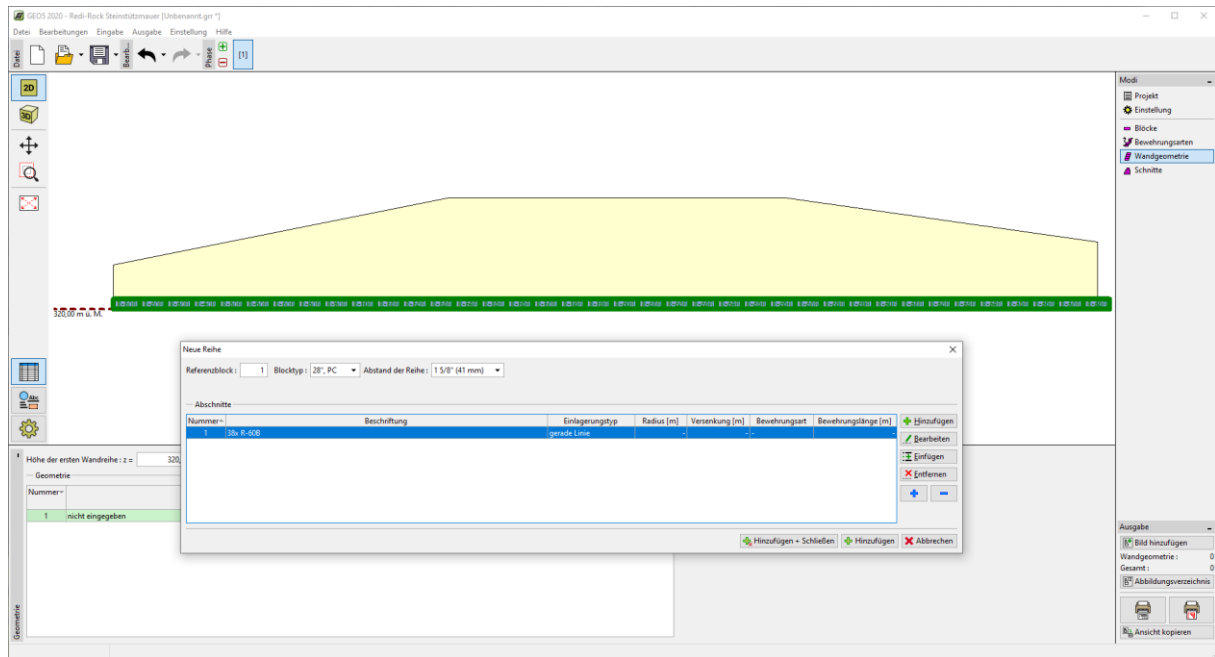 GEO5 2020 - Redi-Rock Steinstützmauer [Unbenannt.grr *]
Datei Bearbeitungen Eingabe Ausgabe Einstellung Hilfe
Datei
Bearb...
Phase
[1]
2D
3D
320,00 m ü. M.
Modi
Projekt
Einstellung
Blöcke
Bewehrungsarten
Wandgeometrie
Schnitte
Neue Reihe
Referenzblock : 1 Blocktyp : 28", PC Abstand der Reihe : 1 5/8" (41 mm)
Abschnitte
Nummer Beschriftung Einlagerungstyp Radius [m] Versenkung [m] Bewehrungsart Bewehrungslänge [m]
1 38x R-60B gerade Linie - - - -
Hinzufügen
Bearbeiten
Einfügen
Entfernen
Hinzufügen + Schließen Hinzufügen Abbrechen
Abc
Höhe der ersten Wandreihe : z = 320,
Geometrie
Nummer
1 nicht eingegeben
Geometrie
Ausgabe
Bild hinzufügen
Wandgeometrie : 0
Gesamt : 0
Abbildungsverzeichnis
Ansicht kopieren